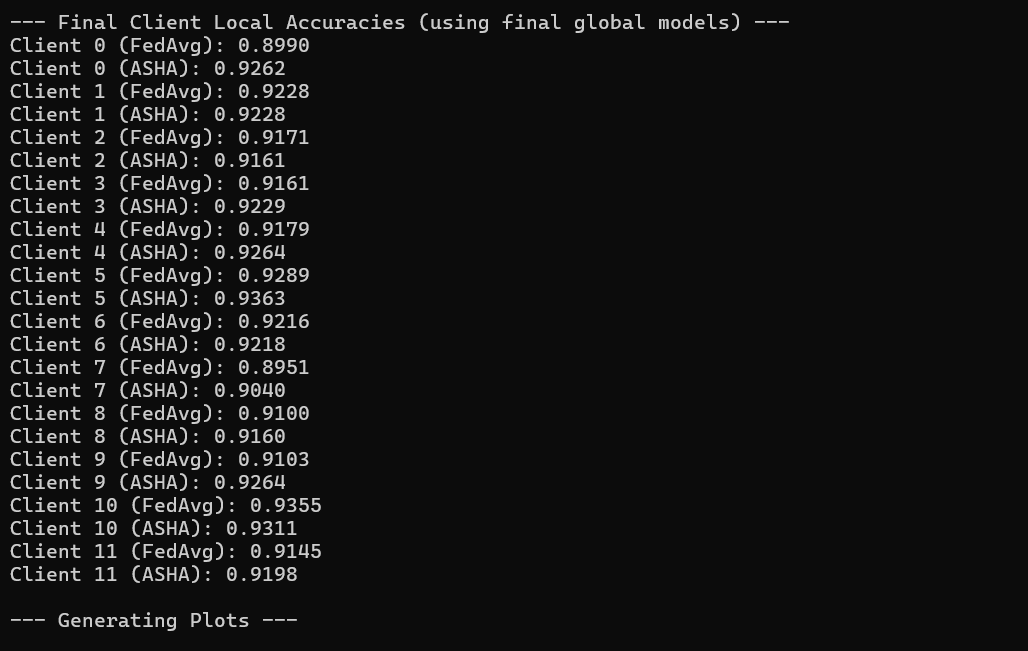 --- Final Client Local Accuracies (using final global models) ---
Client 0 (FedAvg): 0.8990
Client 0 (ASHA): 0.9262
Client 1 (FedAvg): 0.9228
Client 1 (ASHA): 0.9228
Client 2 (FedAvg): 0.9171
Client 2 (ASHA): 0.9161
Client 3 (FedAvg): 0.9161
Client 3 (ASHA): 0.9229
Client 4 (FedAvg): 0.9179
Client 4 (ASHA): 0.9264
Client 5 (FedAvg): 0.9289
Client 5 (ASHA): 0.9363
Client 6 (FedAvg): 0.9216
Client 6 (ASHA): 0.9218
Client 7 (FedAvg): 0.8951
Client 7 (ASHA): 0.9040
Client 8 (FedAvg): 0.9100
Client 8 (ASHA): 0.9160
Client 9 (FedAvg): 0.9103
Client 9 (ASHA): 0.9264
Client 10 (FedAvg): 0.9355
Client 10 (ASHA): 0.9311
Client 11 (FedAvg): 0.9145
Client 11 (ASHA): 0.9198
--- Generating Plots ---